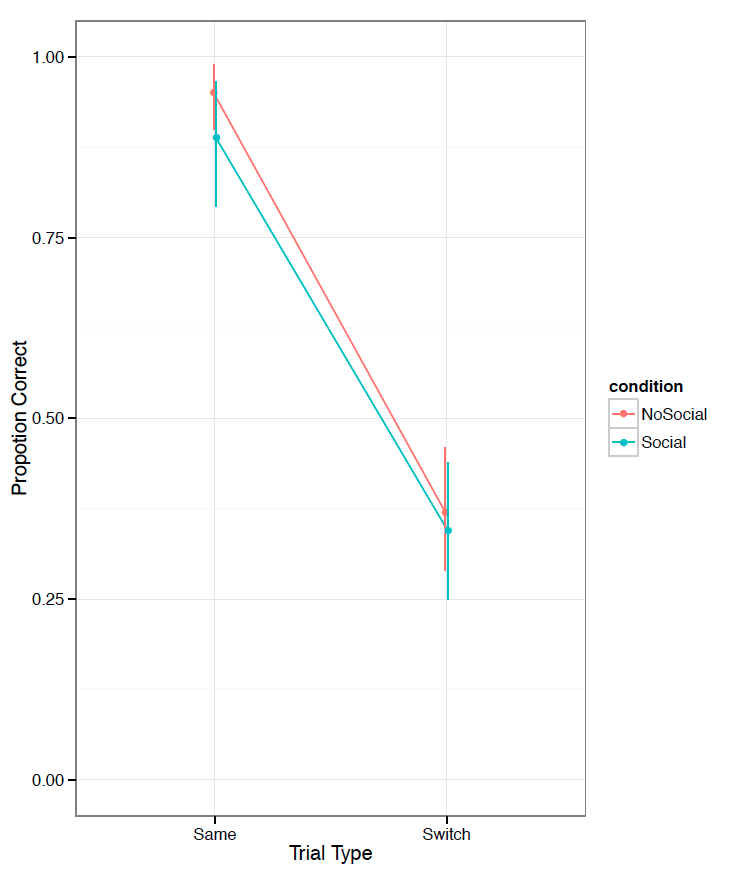 1.00
0.75
0.50
0.25
0.00
Propotion Correct
Same
Switch
Trial Type
condition
NoSocial
Social